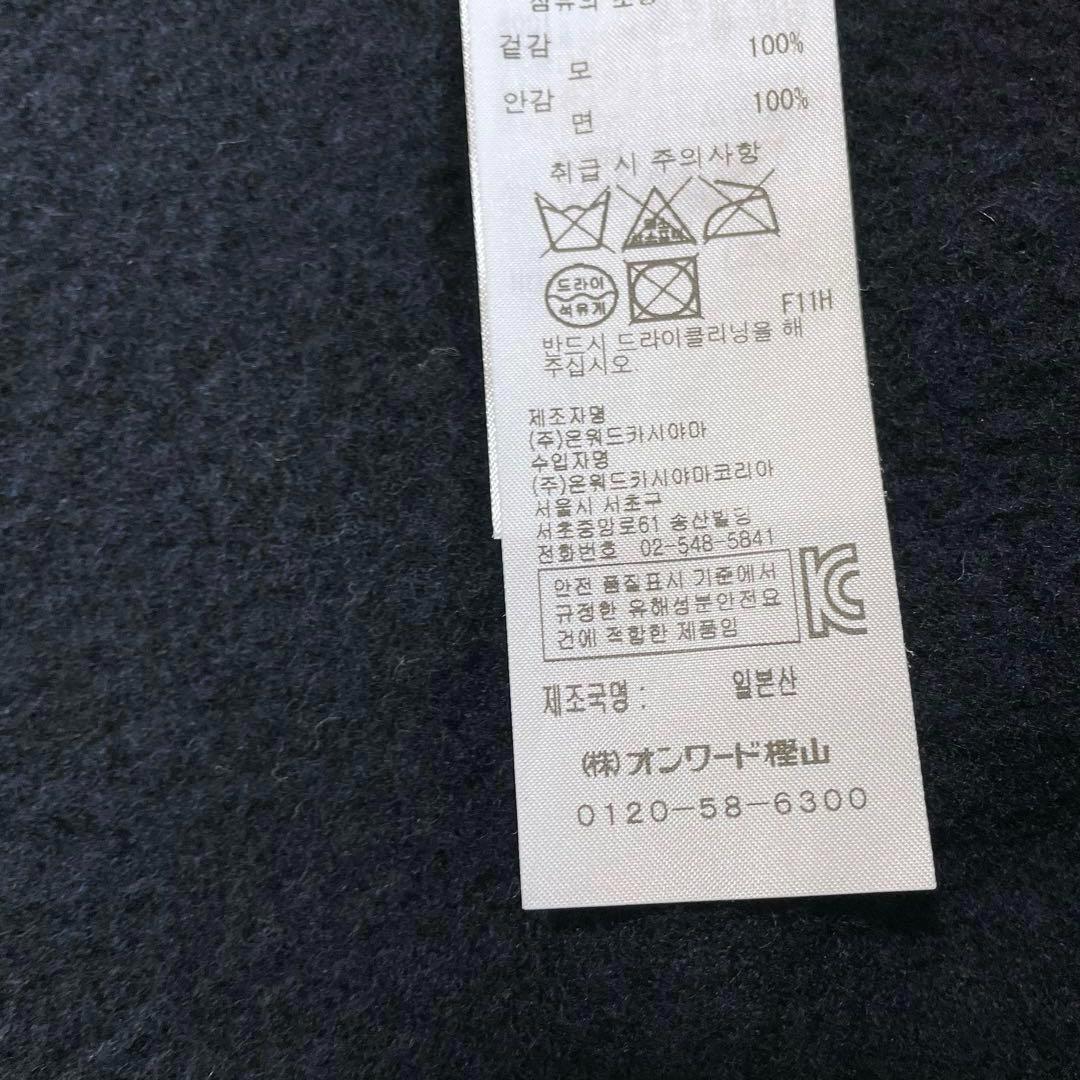 섬유의 조성
겉감 100%
모
안감 100%
면
취급 시 주의사항
드라이
석유계
F11H
반드시 드라이클리닝을 해
주십시오.
제조자명
(주)온워드카시야마
수입자명
(주)온워드카시야마코리아
서울시 서초구
서초중앙로61 송산빌딩
전화번호 02-548-5841
안전 품질표시 기준에서
규정한 유해성분안전요
건에 적합한 제품임
제조국명 : 일본산
(株)オンワード樫山
0120-58-6300